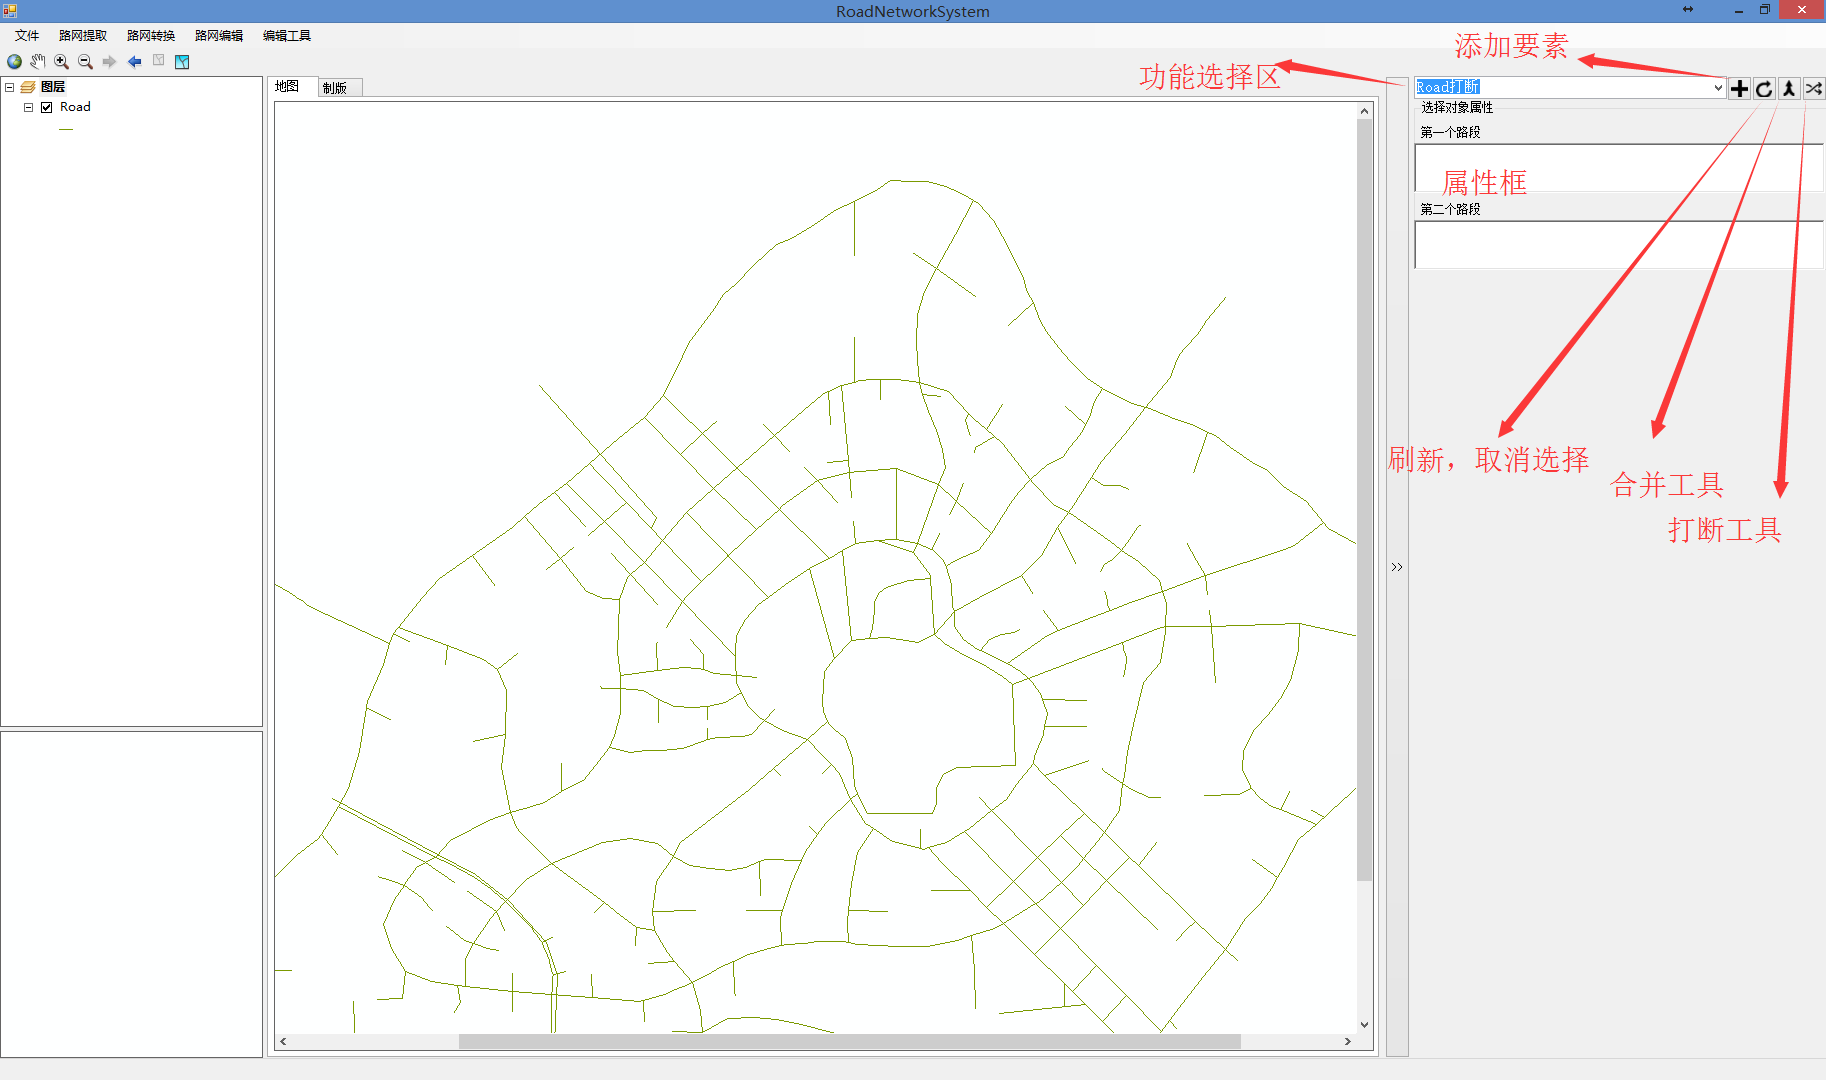 RoadNetworkSystem
文件 路网提取 路网转换 路网编辑 编辑工具
添加要素
功能选择区
图层
Road
地图 制版
Road打断
选择对象属性
第一个路段
属性框
第二个路段
刷新，取消选择
合并工具
打断工具
>>